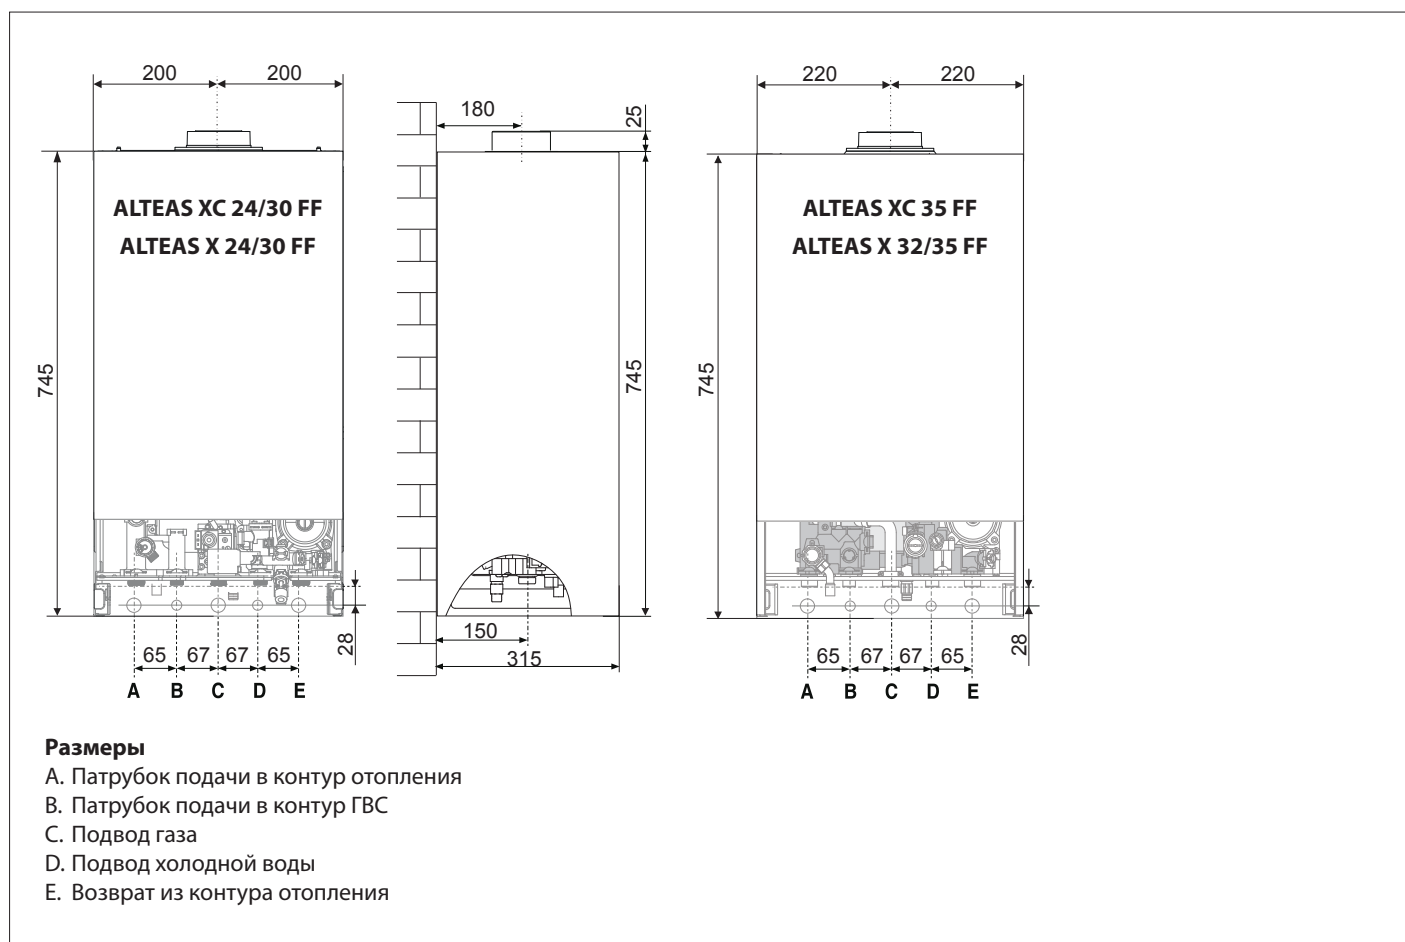 200 200
180
25
220 220
ALTEAS XC 24/30 FF
ALTEAS X 24/30 FF
ALTEAS XC 35 FF
ALTEAS X 32/35 FF
745
745
745
28
150
315
28
65 67 67 65
A B C D E
65 67 67 65
A B C D E
Размеры
A. Патрубок подачи в контур отопления
B. Патрубок подачи в контур ГВС
C. Подвод газа
D. Подвод холодной воды
E. Возврат из контура отопления